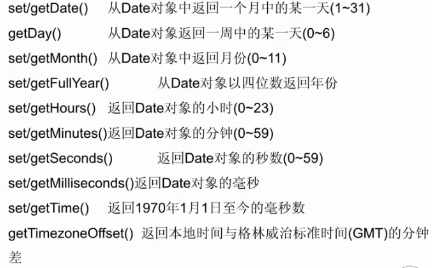 set/getDate() 从Date对象中返回一个月中的某一天(1~31)
getDay() 从Date对象返回一周中的某一天(0~6)
set/getMonth() 从Date对象中返回月份(0~11)
set/getFullYear() 从Date对象以四位数返回年份
set/getHours() 返回Date对象的小时(0~23)
set/getMinutes()返回Date对象的分钟(0~59)
set/getSeconds() 返回Date对象的秒数(0~59)
set/getMilliseconds()返回Date对象的毫秒
set/getTime() 返回1970年1月1日至今的毫秒数
getTimezoneOffset() 返回本地时间与格林威治标准时间(GMT)的分钟
差